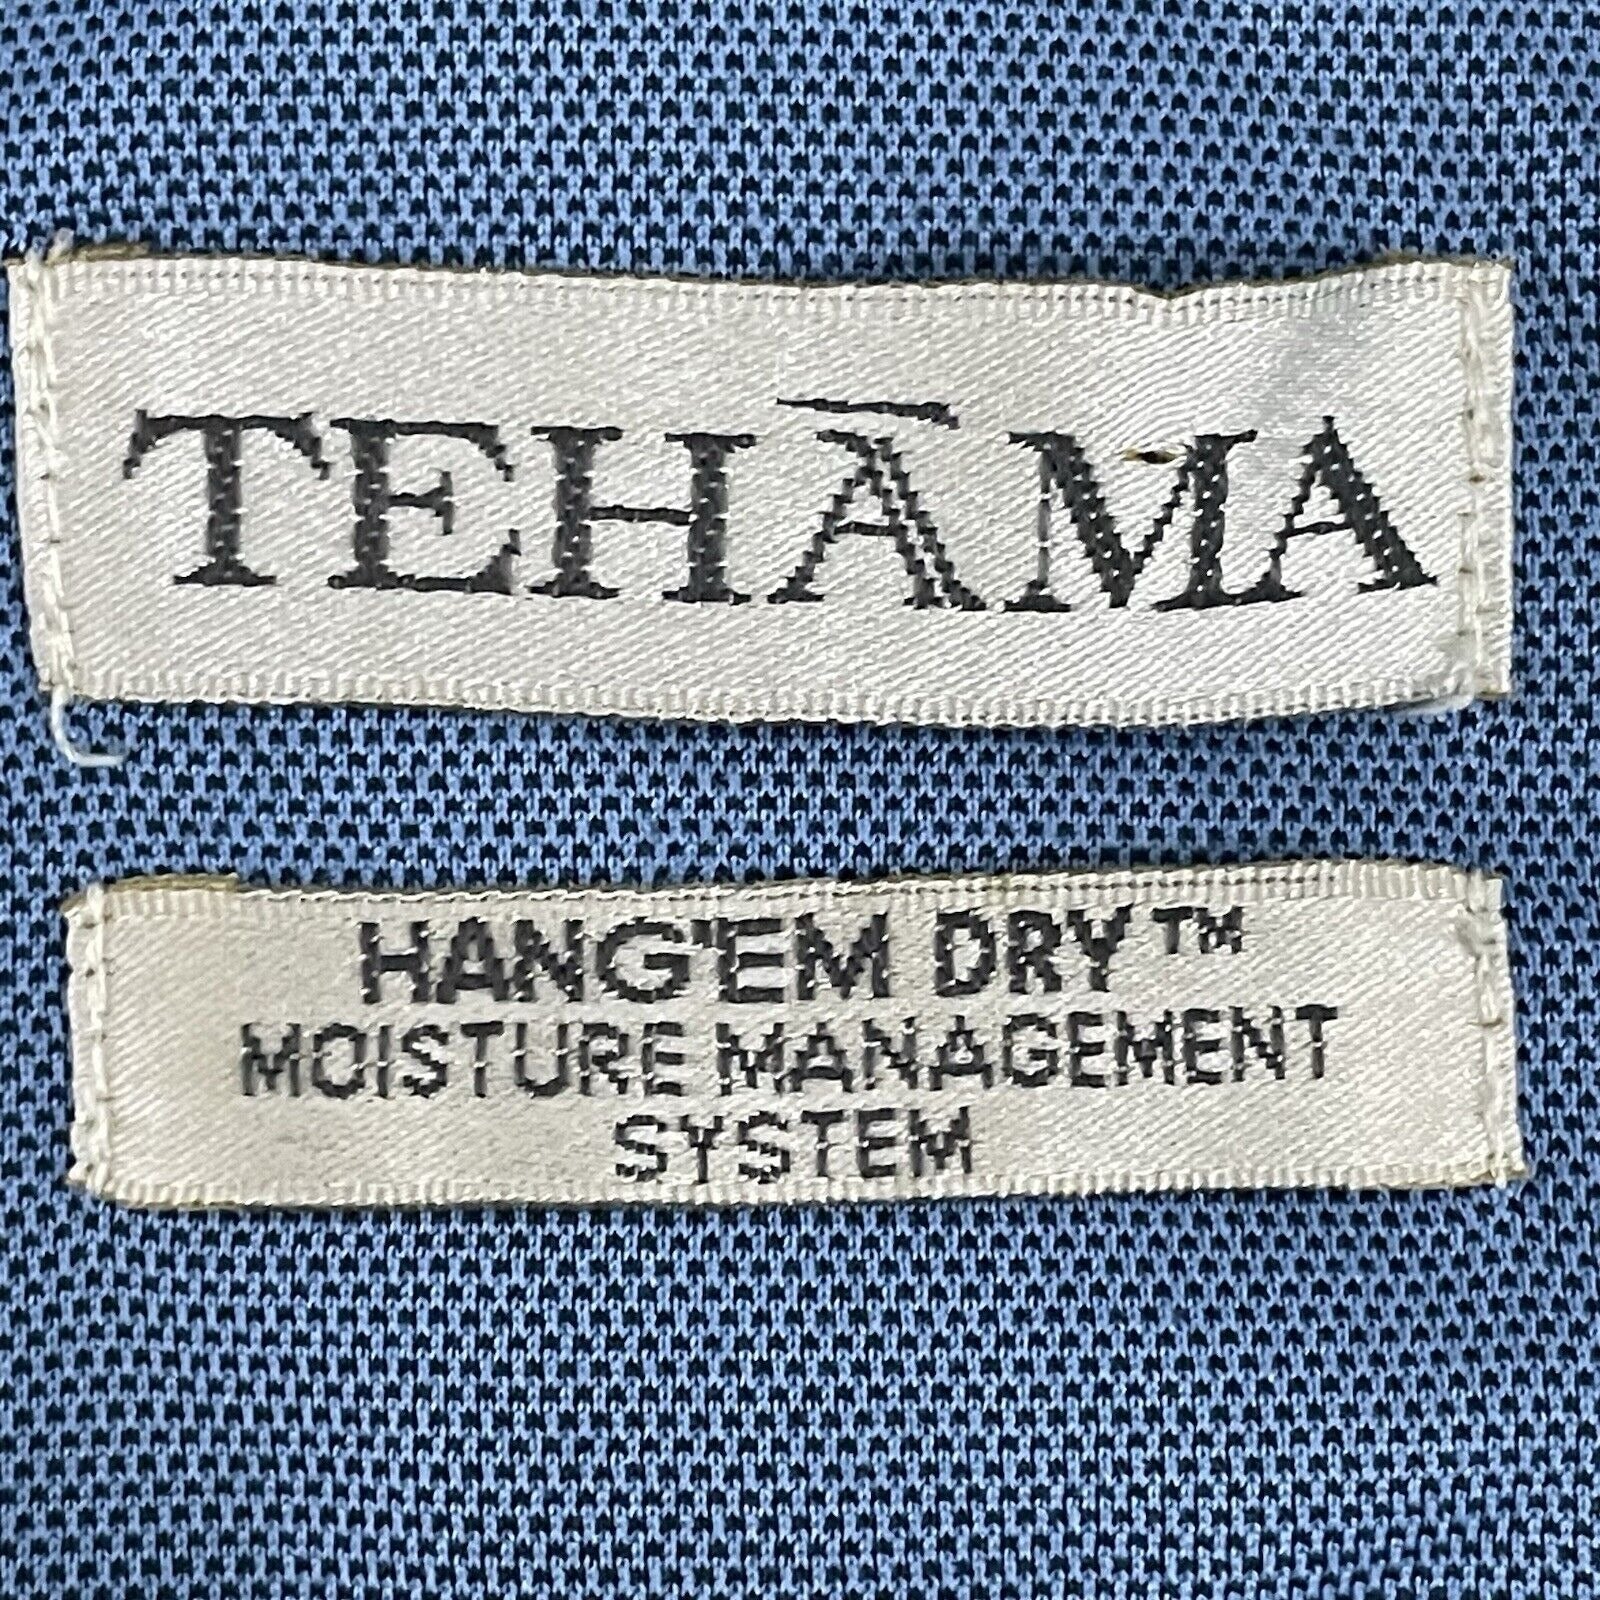 TEHĀMA
HANG'EM DRY™
MOISTURE MANAGEMENT
SYSTEM